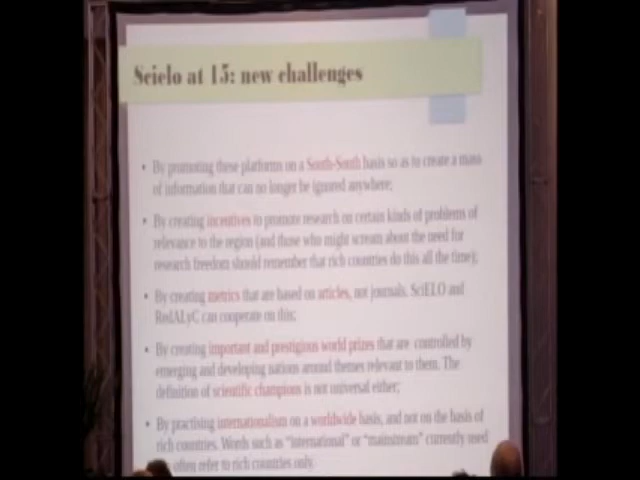 Scielo at 15: new challenges
• By promoting these platforms on a South-South basis so as to create a mass
of information that can no longer be ignored anywhere;
• By creating incentives to promote research on certain kinds of problems of
relevance to the region (and those who might scream about the need for
research freedom should remember that rich countries do this all the time);
• By creating metrics that are based on articles, not journals. SciELO and
RedALyC can cooperate on this;
• By creating important and prestigious world prizes that are controlled by
emerging and developing nations around themes relevant to them. The
definition of scientific champions is not universal either;
• By practising internationalism on a worldwide basis, and not on the basis of
rich countries. Words such as "international" or "mainstream" currently used
often refer to rich countries only.